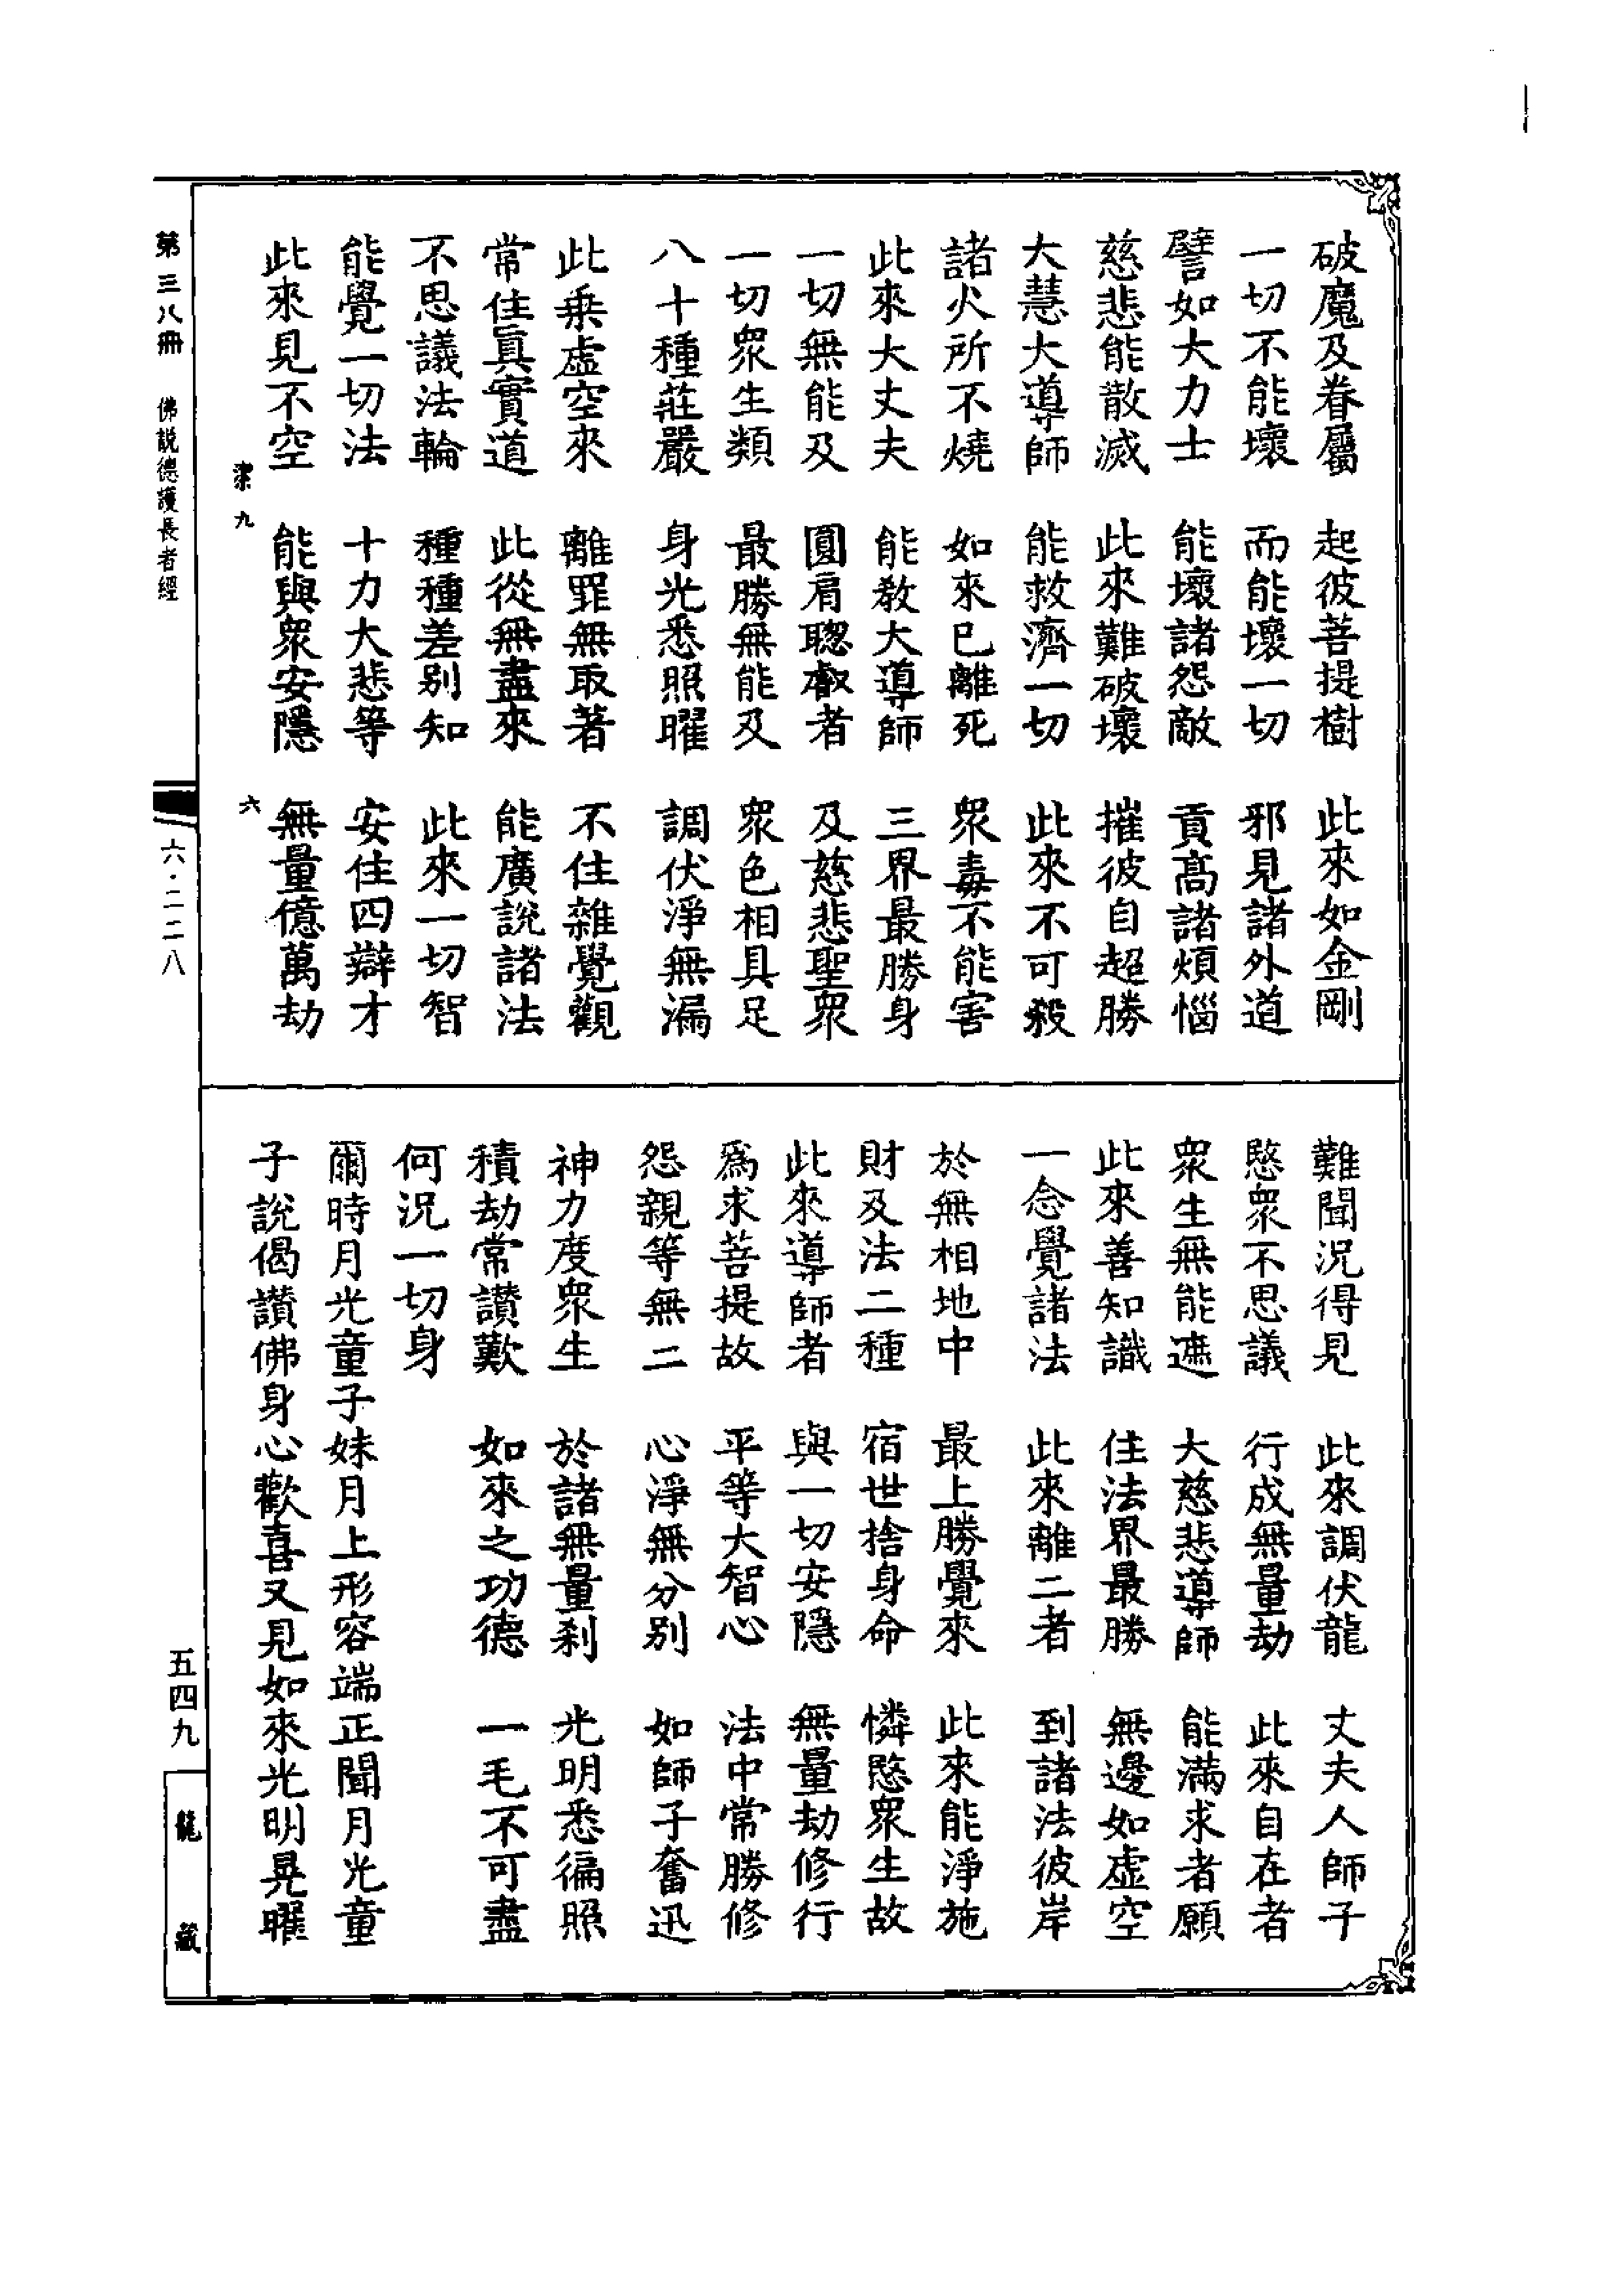 破魔及眷屬　起彼菩提樹　此來如金剛
一切不能壞　而能壞一切　邪見諸外道
譬如大力士　能壞諸怨敵　貢高諸煩惱
慈悲能散滅　此來難破壞　摧彼自超勝
大慧大導師　能救濟一切　此來不可殺
諸火所不燒　如來已離死　衆毒不能害
此來大丈夫　能教大導師　三界最勝身
一切無能及　圓肩聰叡者　及慈悲聖衆
一切衆生類　最勝無能及　衆色相具足
八十種莊嚴　身光悉照曜　調伏淨無漏
此乗虛空來　離罪無取著　不住雜覺觀
常住眞實道　此從無盡來　能廣説諸法
不思議法輪　種種差别知　此來一切智
能覺一切法　十力大悲等　安住四辯才
此來見不空　能與衆安隱　無量億萬劫
九　六
難聞況得見　此來調伏龍　丈夫人師子
愍衆不思議　行成無量劫　此來自在者
衆生無能遮　大慈悲導師　能滿求者願
此來善知識　住法界最勝　無邊如虛空
一念覺諸法　此來離二者　到諸法彼岸
於無相地中　最上勝覺來　此來能淨施
財及法二種　宿世捨身命　憐愍衆生故
此來導師者　與一切安隱　無量劫修行
爲求菩提故　平等大智心　法中常勝修
怨親等無二　心淨無分别　如師子奮迅
神力度衆生　於諸無量刹　光明悉徧照
積劫常讃歎　如來之功德　一毛不可盡
何況一切身
爾時月光童子妹月上形容端正聞月光童
子說偈讃佛身心歡喜又見如來光明晃曜
第三八冊　佛説德護長者經　六·二二八　五四九　龍藏